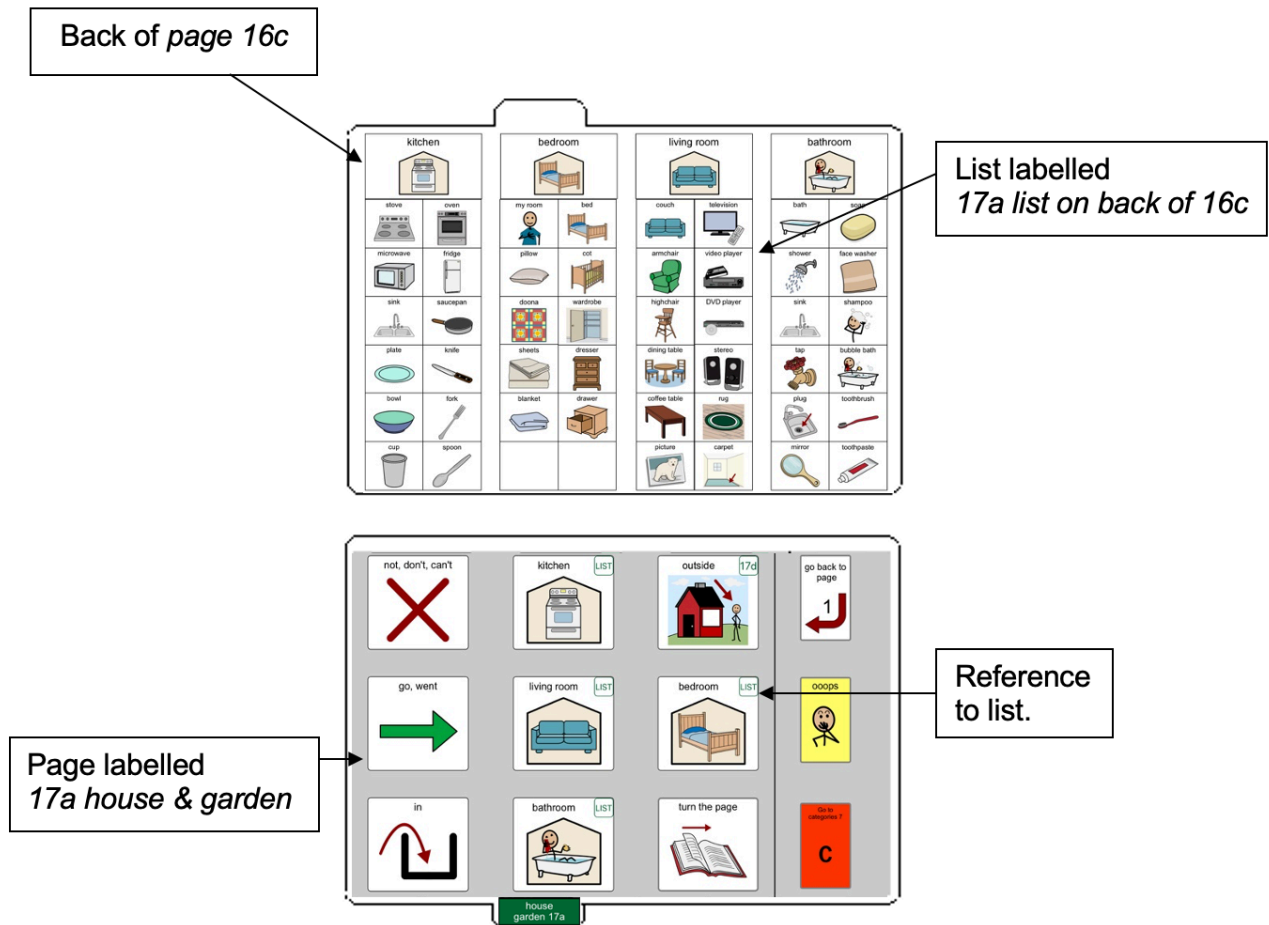 Back of page 16c
kitchen
bedroom
living room
bathroom
List labelled
17a list on back of 16c
stove
oven
my room
bed
couch
television
bath
soap
microwave
fridge
pillow
cot
armchair
video player
shower
face washer
sink
saucepan
doona
wardrobe
highchair
DVD player
sink
shampoo
plate
knife
sheets
dresser
dining table
stereo
tap
bubble bath
bowl
fork
blanket
drawer
coffee table
rug
plug
toothbrush
cup
spoon
picture
carpet
mirror
toothpaste
not, don't, can't
kitchen
LIST
outside
17d
go back to
page
1
go, went
living room
LIST
bedroom
LIST
ooops
Reference
to list.
Page labelled
17a house & garden
in
bathroom
LIST
turn the page
Go to
categories 7
C
house
garden 17a